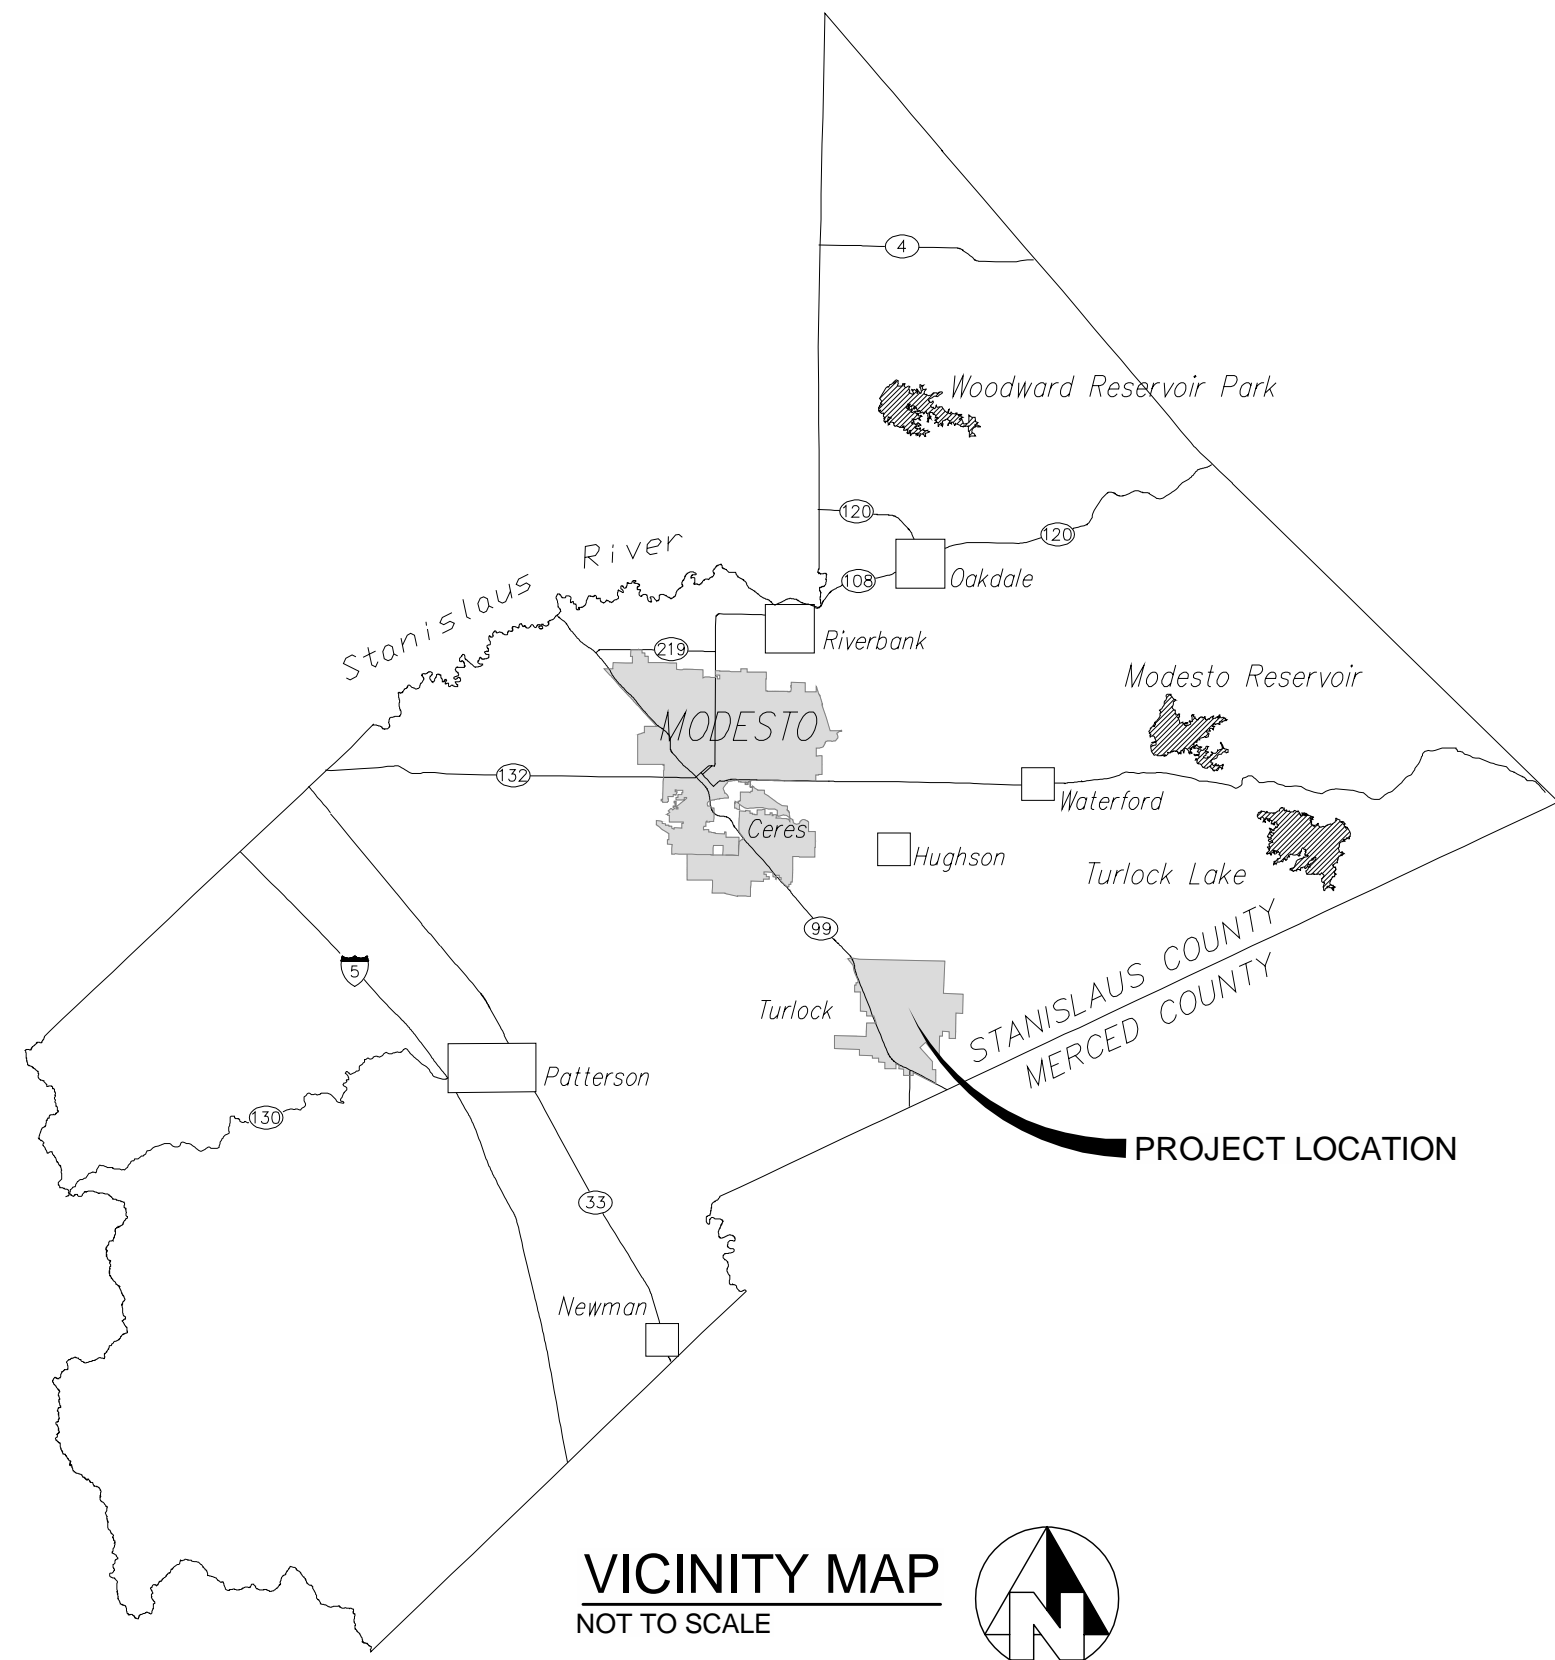 4
Woodward Reservoir Park
120
120
Stanislaus River
108
Oakdale
Riverbank
219
Modesto Reservoir
MODESTO
132
Waterford
Ceres
Hughson
Turlock Lake
99
STANISLAUS COUNTY
MERCED COUNTY
5
Turlock
Patterson
130
PROJECT LOCATION
33
Newman
VICINITY MAP
NOT TO SCALE
N